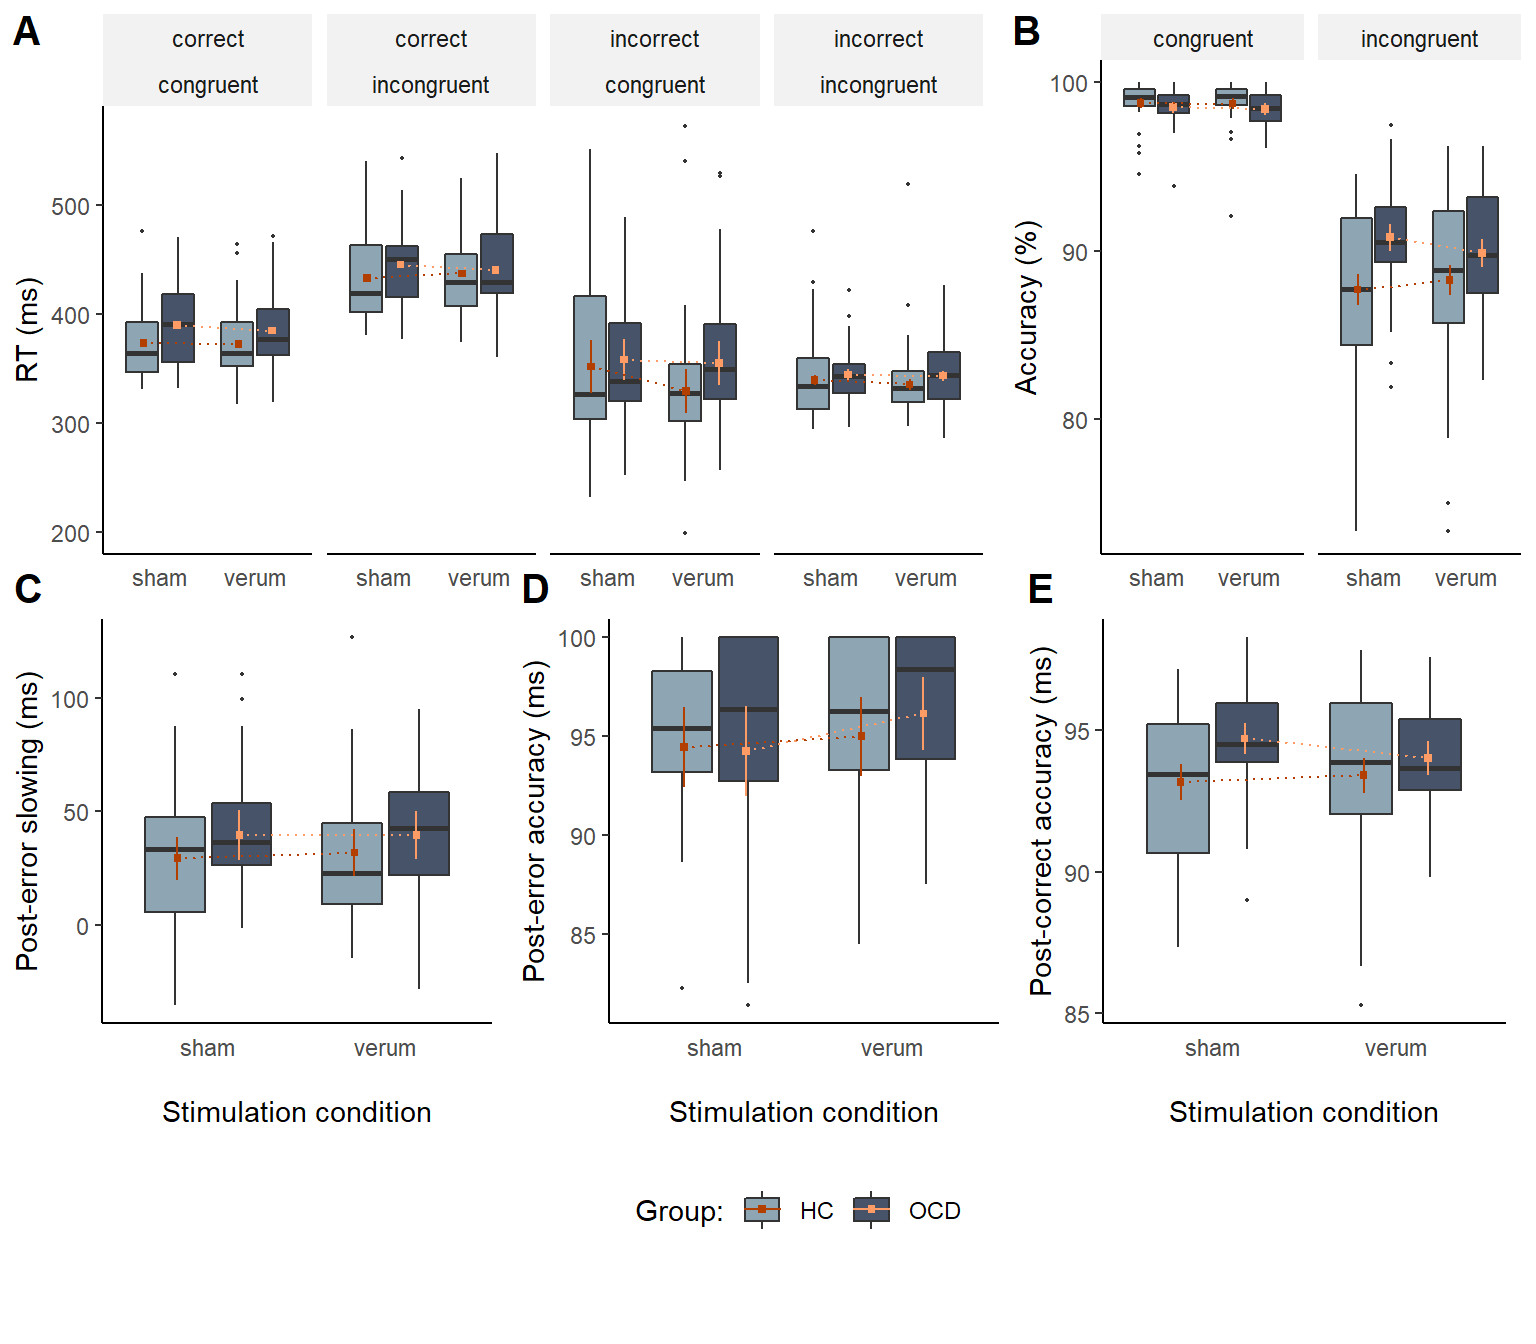 A
correct
correct
incorrect
incorrect
congruent
incongruent
congruent
incongruent
RT (ms)
500
400
300
200
sham
verum
sham
verum
sham
verum
sham
verum
B
congruent
incongruent
Accuracy (%)
100
90
80
sham
verum
sham
verum
C
Post-error slowing (ms)
100
50
0
sham
verum
Stimulation condition
D
Post-error accuracy (ms)
100
95
90
85
sham
verum
Stimulation condition
E
Post-correct accuracy (ms)
95
90
85
sham
verum
Stimulation condition
Group: HC OCD